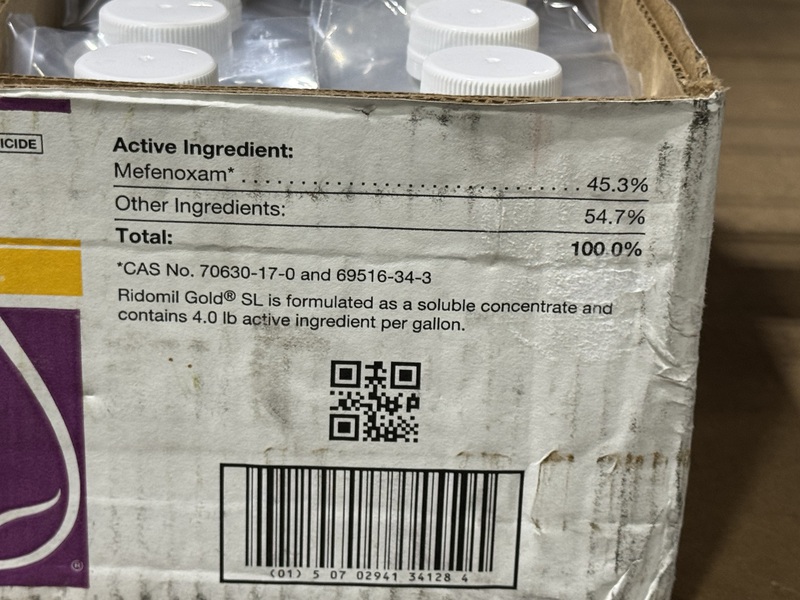 ICIDE
Active Ingredient:
Mefenoxam* . . . . . . . . . . . . . . . . . . . . . . . . . . . . . . . . . . . 45.3%
Other Ingredients: 54.7%
Total: 100.0%
*CAS No. 70630-17-0 and 69516-34-3
Ridomil Gold® SL is formulated as a soluble concentrate and
contains 4.0 lb active ingredient per gallon.
(01) 5 07 02941 34128 4
®